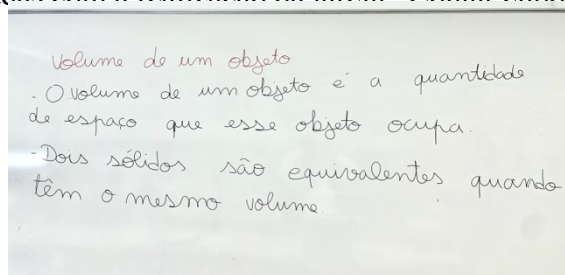 Volume de um objeto
- O volume de um objeto é a quantidade
de espaço que esse objeto ocupa.
- Dois sólidos são equivalentes quando
têm o mesmo volume.